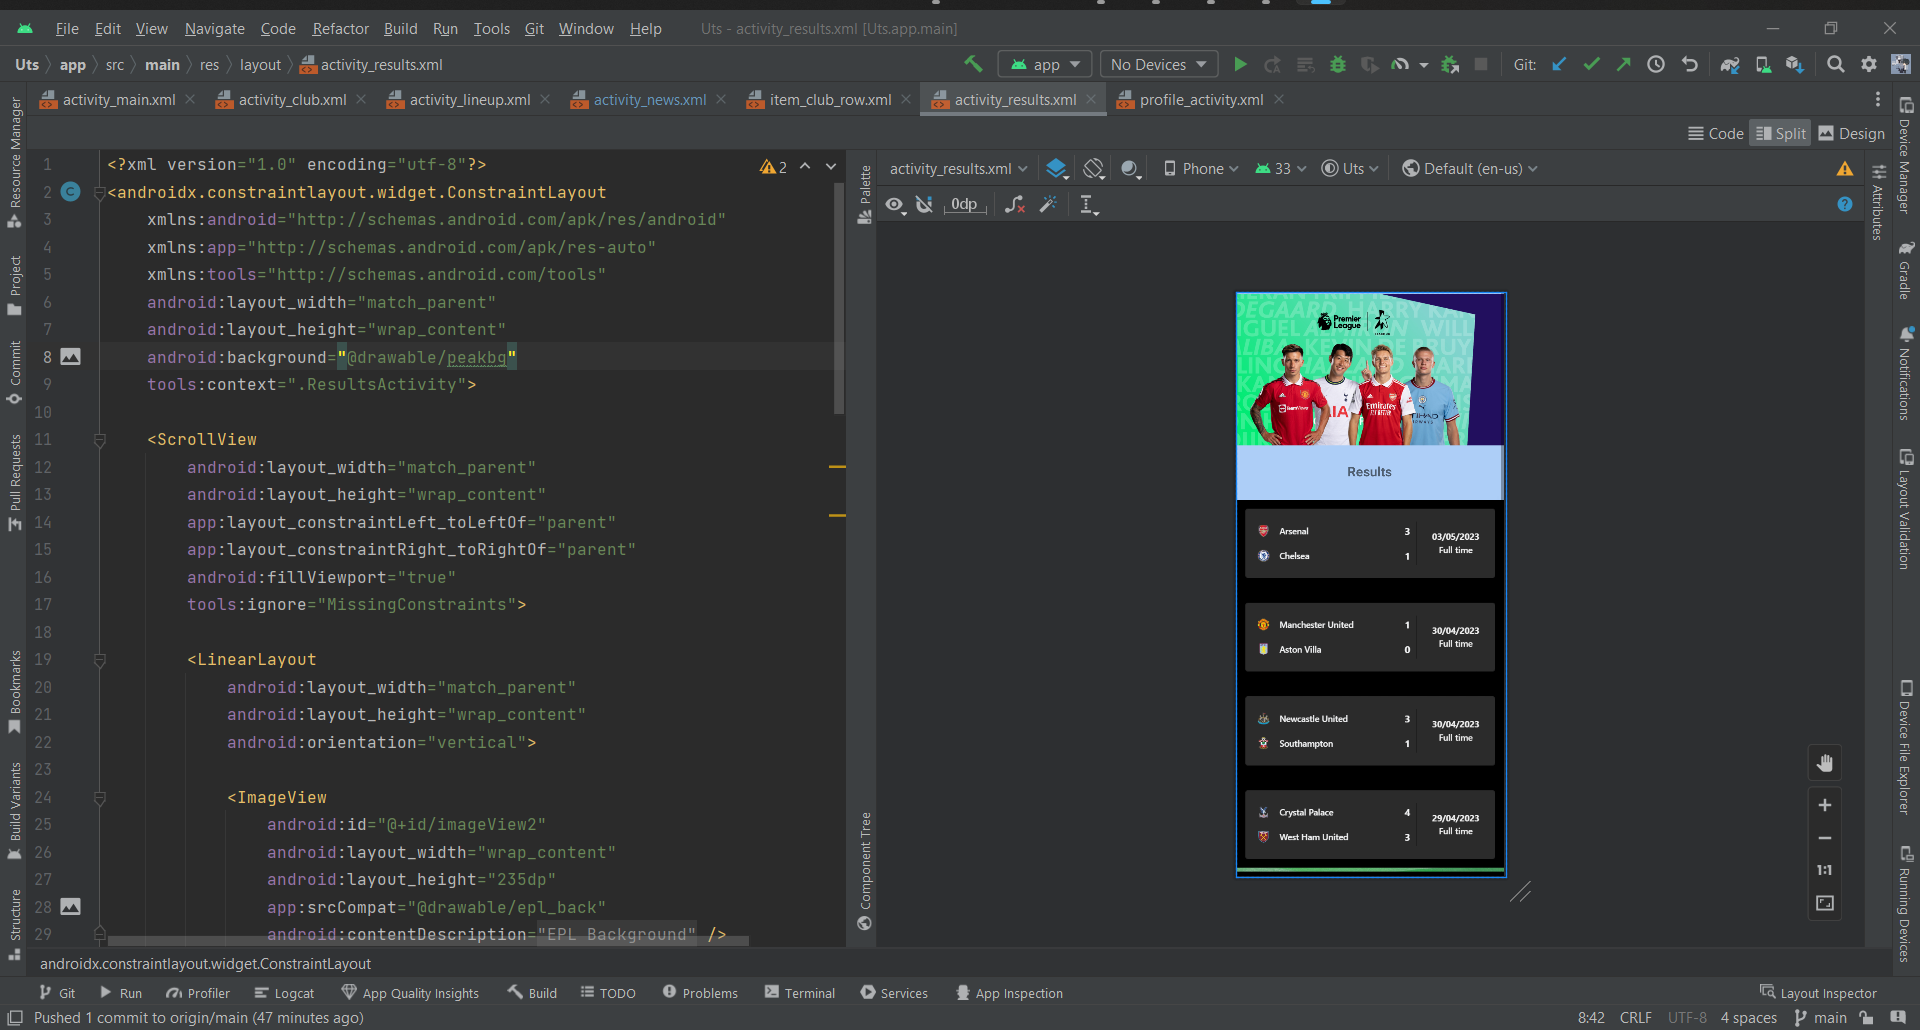 File Edit View Navigate Code Refactor Build Run Tools Git Window Help Uts - activity_results.xml [Uts.app.main]
Uts app src main res layout activity_results.xml app No Devices Git:
activity_main.xml activity_club.xml activity_lineup.xml activity_news.xml item_club_row.xml activity_results.xml profile_activity.xml
Code Split Design
Resource Manager
Project
Commit
Pull Requests
Bookmarks
Build Variants
Structure
1 <?xml version="1.0" encoding="utf-8"?>
2 <androidx.constraintlayout.widget.ConstraintLayout
3 xmlns:android="http://schemas.android.com/apk/res/android"
4 xmlns:app="http://schemas.android.com/apk/res-auto"
5 xmlns:tools="http://schemas.android.com/tools"
6 android:layout_width="match_parent"
7 android:layout_height="wrap_content"
8 android:background="@drawable/peakbg"
9 tools:context=".ResultsActivity">
10
11 <ScrollView
12 android:layout_width="match_parent"
13 android:layout_height="wrap_content"
14 app:layout_constraintLeft_toLeftOf="parent"
15 app:layout_constraintRight_toRightOf="parent"
16 android:fillViewport="true"
17 tools:ignore="MissingConstraints">
18
19 <LinearLayout
20 android:layout_width="match_parent"
21 android:layout_height="wrap_content"
22 android:orientation="vertical">
23
24 <ImageView
25 android:id="@+id/imageView2"
26 android:layout_width="wrap_content"
27 android:layout_height="235dp"
28 app:srcCompat="@drawable/epl_back"
29 android:contentDescription="EPL Background" />
2
Palette
Component Tree
activity_results.xml Phone 33 Uts Default (en-us)
0dp
Premier
League
Results
Arsenal 3
Chelsea 1
03/05/2023
Full time
Manchester United 1
Aston Villa 0
30/04/2023
Full time
Newcastle United 3
Southampton 1
30/04/2023
Full time
Crystal Palace 4
West Ham United 3
29/04/2023
Full time
1:1
Attributes
Device Manager
Gradle
Notifications
Layout Validation
Device File Explorer
Running Devices
androidx.constraintlayout.widget.ConstraintLayout
Git Run Profiler Logcat App Quality Insights Build TODO Problems Terminal Services App Inspection Layout Inspector
Pushed 1 commit to origin/main (47 minutes ago) 8:42 CRLF UTF-8 4 spaces main